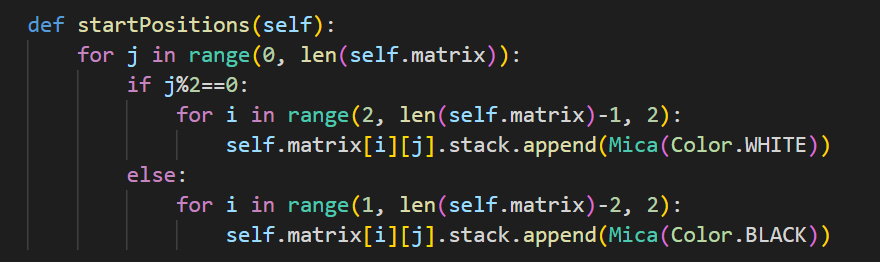 def startPositions(self):
    for j in range(0, len(self.matrix)):
        if j%2==0:
            for i in range(2, len(self.matrix)-1, 2):
                self.matrix[i][j].stack.append(Mica(Color.WHITE))
        else:
            for i in range(1, len(self.matrix)-2, 2):
                self.matrix[i][j].stack.append(Mica(Color.BLACK))